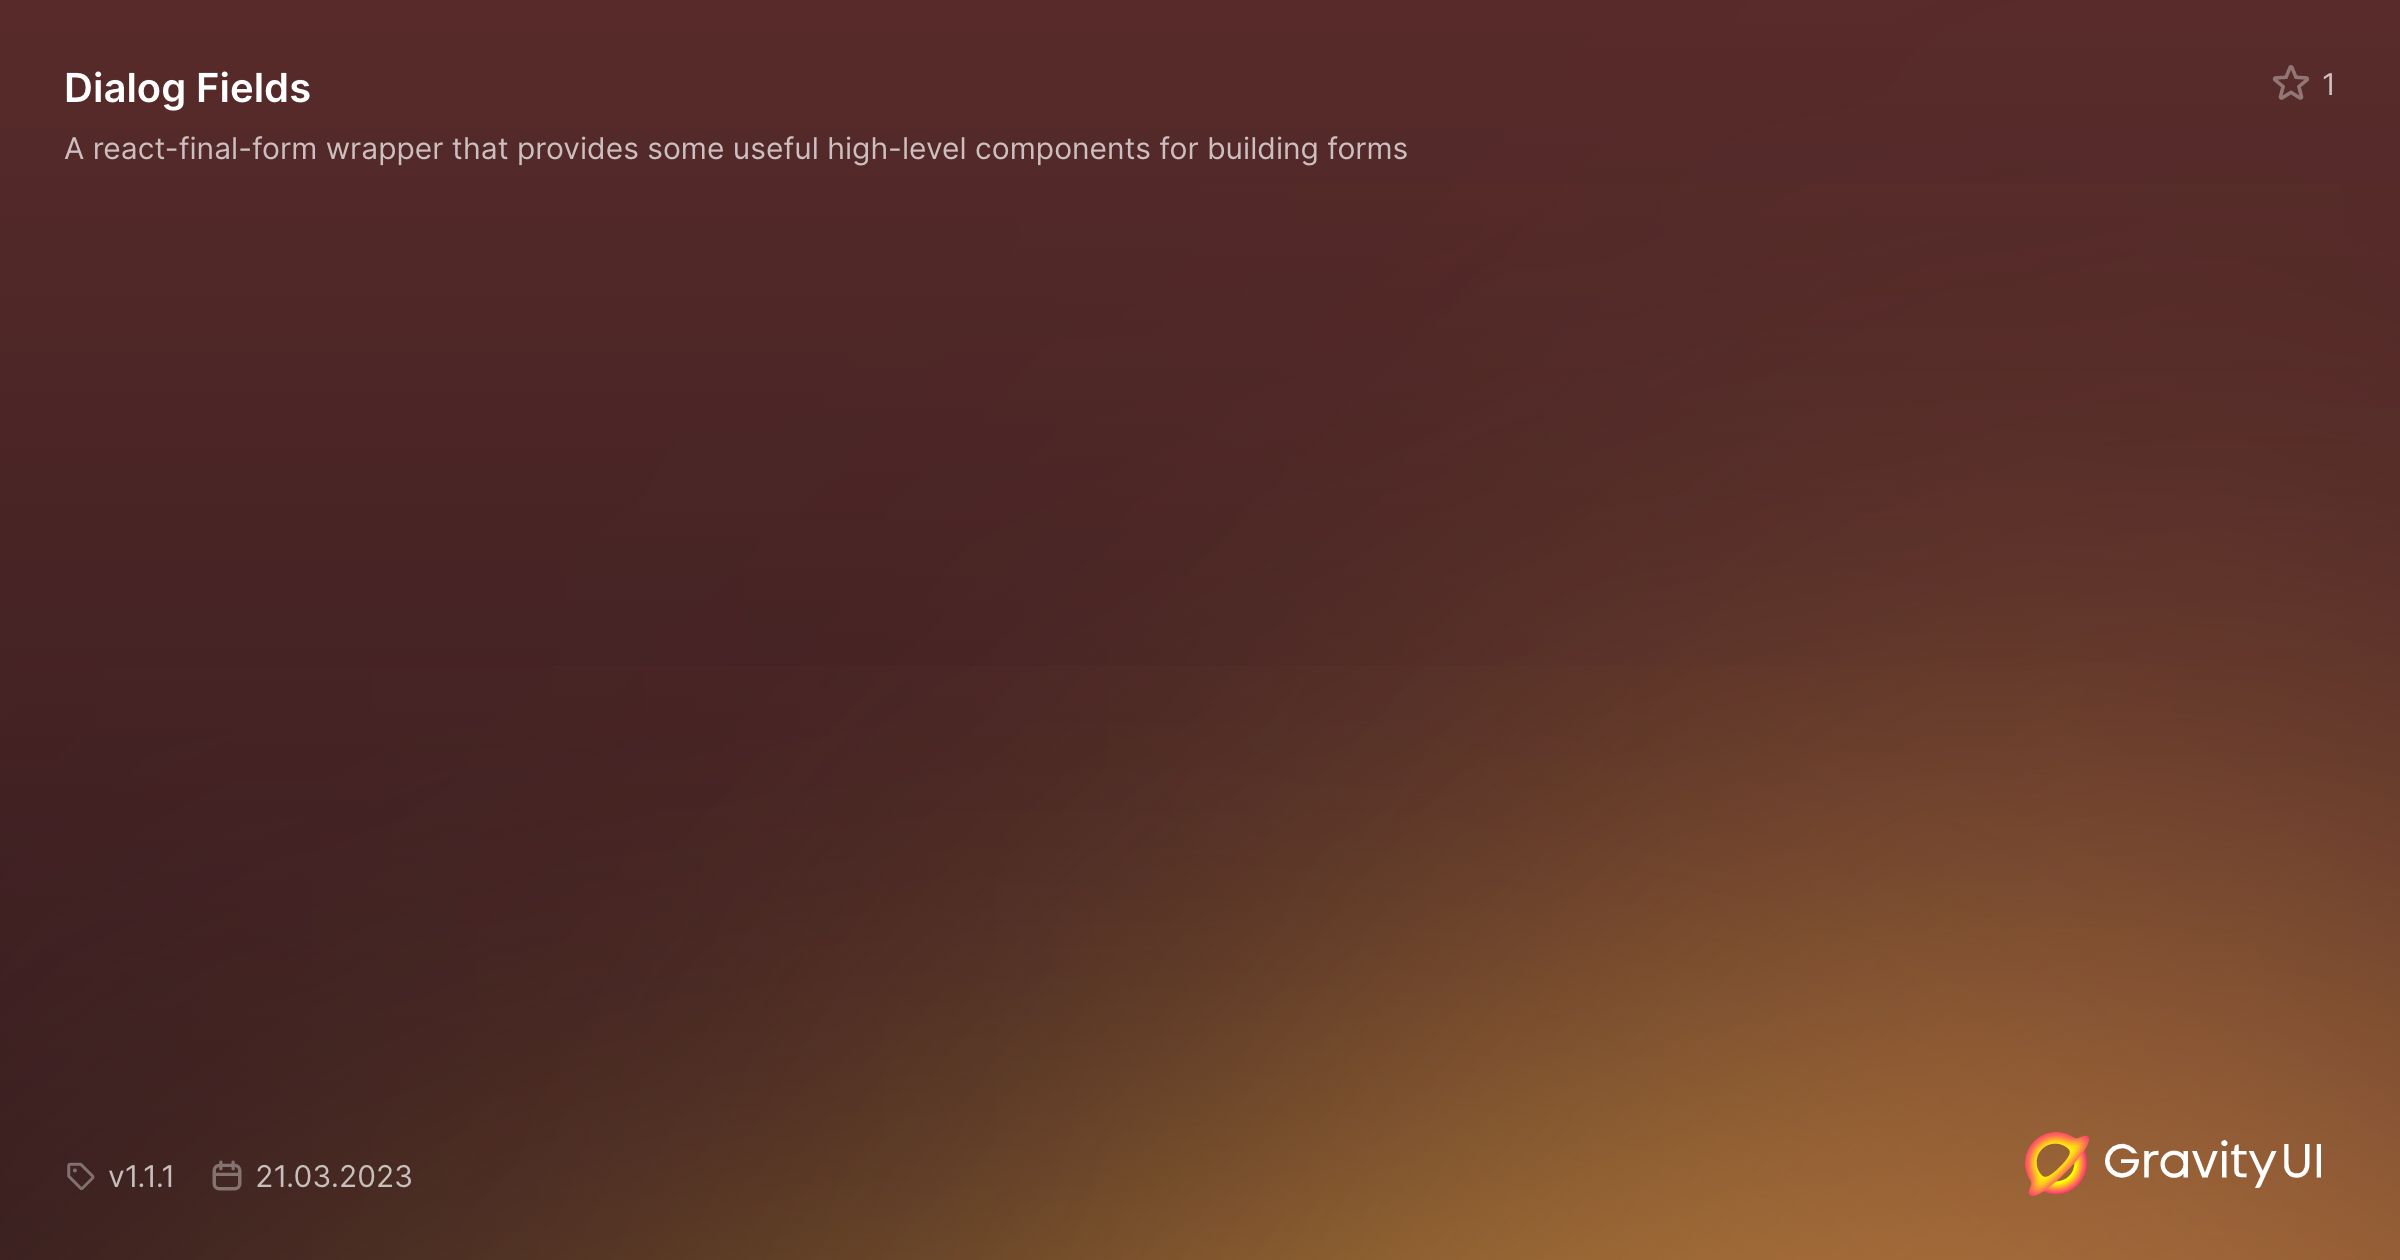 Dialog Fields
1
A react-final-form wrapper that provides some useful high-level components for building forms
v1.1.1
21.03.2023
Gravity UI